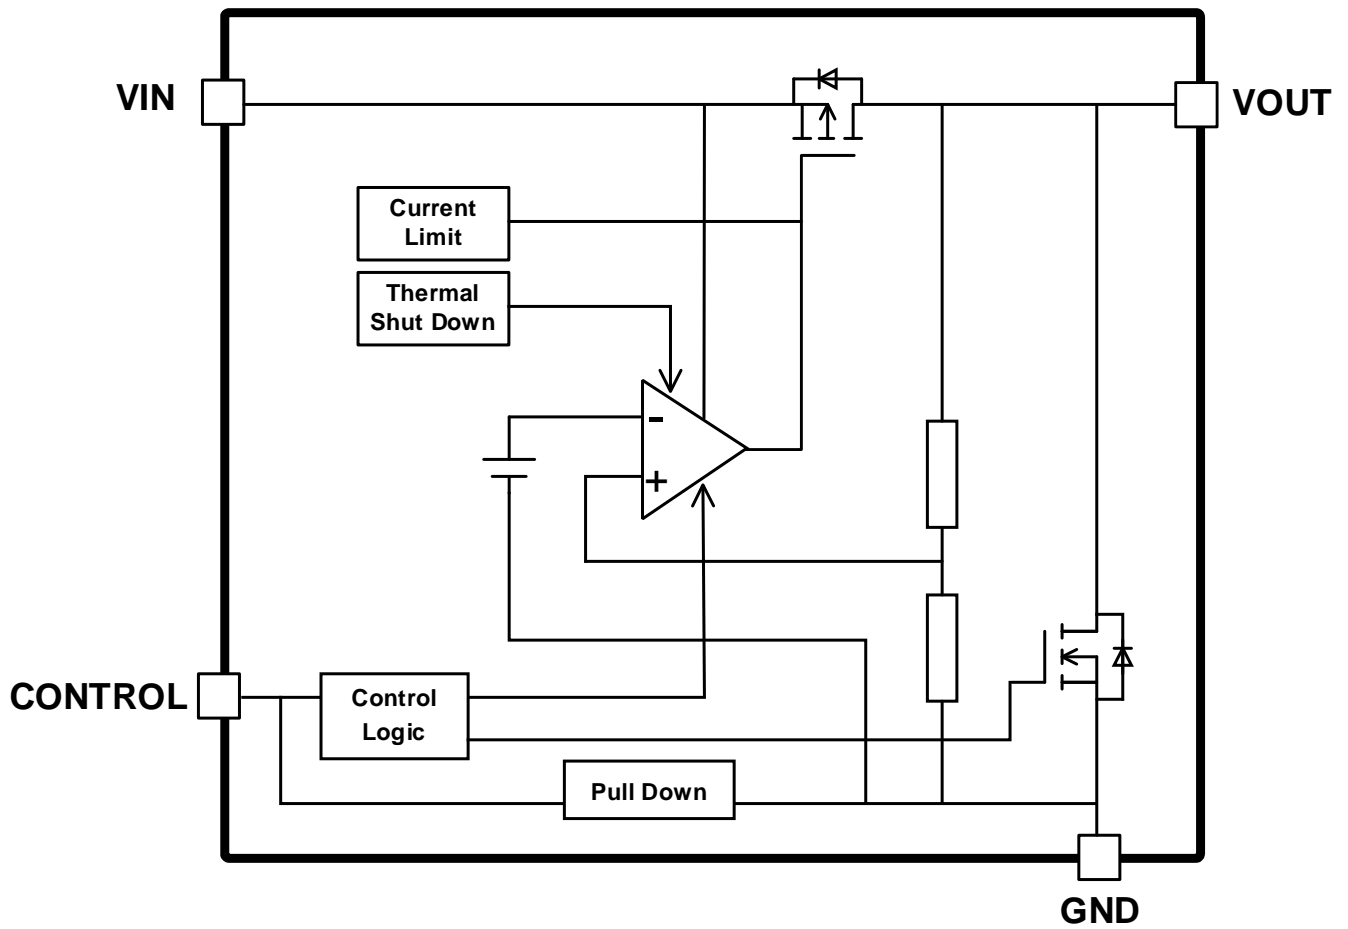 VIN
VOUT
Current
Limit
Thermal
Shut Down
-
+
CONTROL
Control
Logic
Pull Down
GND